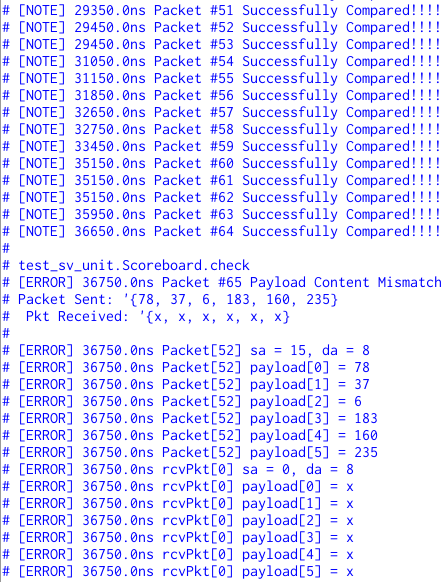 # [NOTE] 29350.0ns Packet #51 Successfully Compared!!!!
# [NOTE] 29450.0ns Packet #52 Successfully Compared!!!!
# [NOTE] 29450.0ns Packet #53 Successfully Compared!!!!
# [NOTE] 31050.0ns Packet #54 Successfully Compared!!!!
# [NOTE] 31150.0ns Packet #55 Successfully Compared!!!!
# [NOTE] 31850.0ns Packet #56 Successfully Compared!!!!
# [NOTE] 32650.0ns Packet #57 Successfully Compared!!!!
# [NOTE] 32750.0ns Packet #58 Successfully Compared!!!!
# [NOTE] 33450.0ns Packet #59 Successfully Compared!!!!
# [NOTE] 35150.0ns Packet #60 Successfully Compared!!!!
# [NOTE] 35150.0ns Packet #61 Successfully Compared!!!!
# [NOTE] 35150.0ns Packet #62 Successfully Compared!!!!
# [NOTE] 35950.0ns Packet #63 Successfully Compared!!!!
# [NOTE] 36650.0ns Packet #64 Successfully Compared!!!!
#
# test_sv_unit.Scoreboard.check
# [ERROR] 36750.0ns Packet #65 Payload Content Mismatch
# Packet Sent: '{78, 37, 6, 183, 160, 235}
#  Pkt Received: '{x, x, x, x, x, x}
#
# [ERROR] 36750.0ns Packet[52] sa = 15, da = 8
# [ERROR] 36750.0ns Packet[52] payload[0] = 78
# [ERROR] 36750.0ns Packet[52] payload[1] = 37
# [ERROR] 36750.0ns Packet[52] payload[2] = 6
# [ERROR] 36750.0ns Packet[52] payload[3] = 183
# [ERROR] 36750.0ns Packet[52] payload[4] = 160
# [ERROR] 36750.0ns Packet[52] payload[5] = 235
# [ERROR] 36750.0ns rcvPkt[0] sa = 0, da = 8
# [ERROR] 36750.0ns rcvPkt[0] payload[0] = x
# [ERROR] 36750.0ns rcvPkt[0] payload[1] = x
# [ERROR] 36750.0ns rcvPkt[0] payload[2] = x
# [ERROR] 36750.0ns rcvPkt[0] payload[3] = x
# [ERROR] 36750.0ns rcvPkt[0] payload[4] = x
# [ERROR] 36750.0ns rcvPkt[0] payload[5] = x